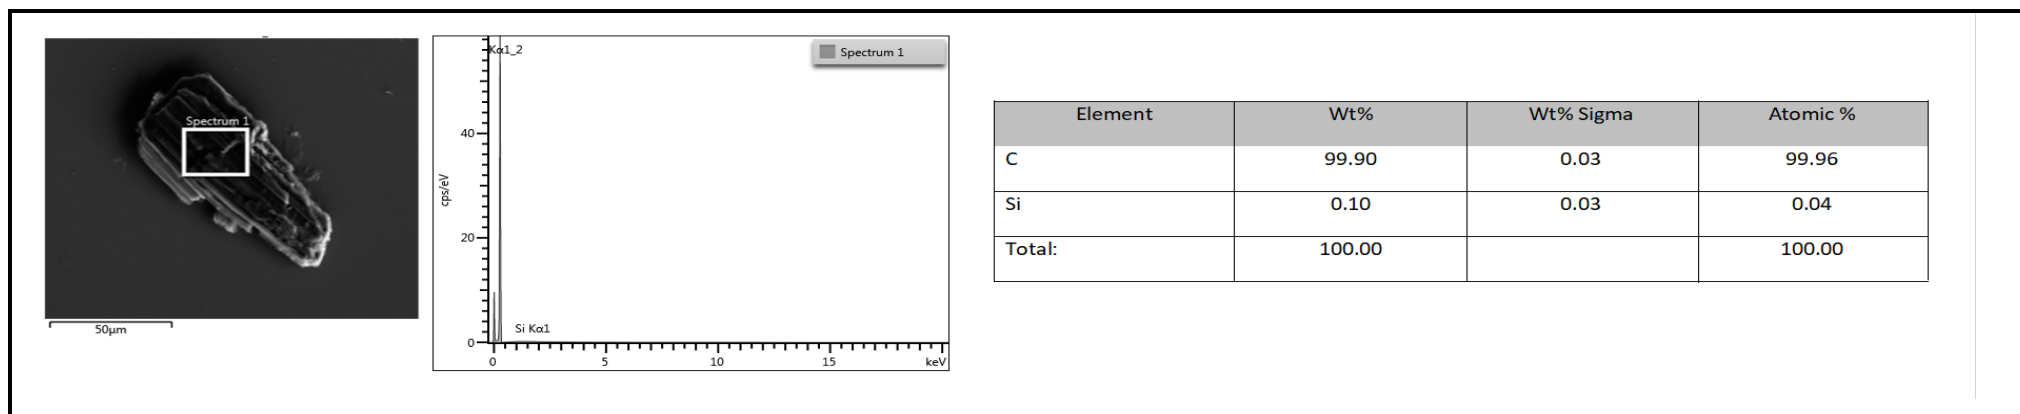 Spectrum 1
50µm
Kα1_2
Spectrum 1
40
cps/eV
20
Si Kα1
0
0 5 10 15 keV
Element Wt% Wt% Sigma Atomic %
C 99.90 0.03 99.96
Si 0.10 0.03 0.04
Total: 100.00 100.00